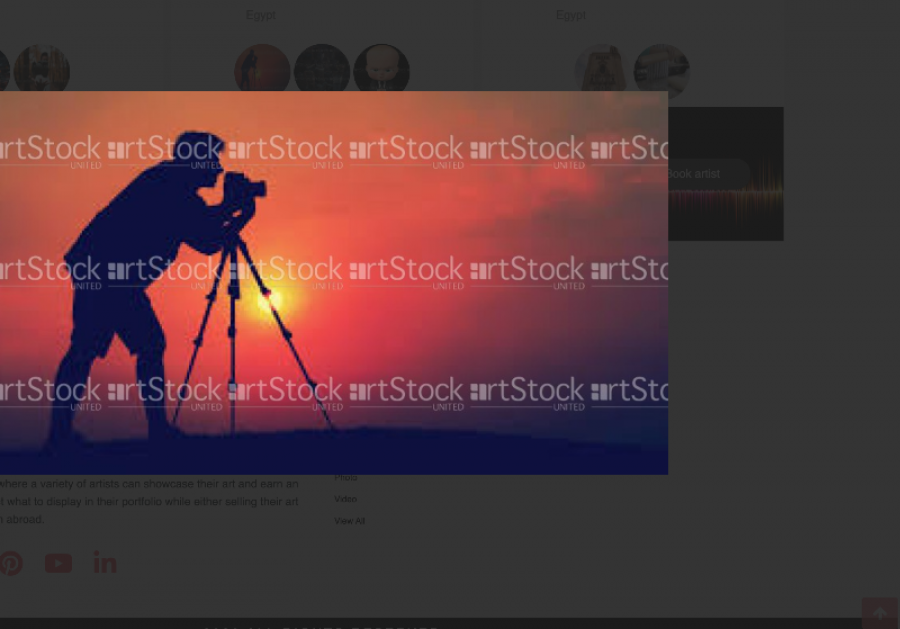 Egypt
Egypt
rtStock artStock artStock artStock artStock artSto
UNITED UNITED UNITED UNITED
Book artist
rtStock artStock artStock artStock artStock artSto
UNITED UNITED UNITED UNITED
rtStock artStock artStock artStock artStock artSto
UNITED UNITED UNITED UNITED
where a variety of artists can showcase their art and earn an
t what to display in their portfolio while either selling their art
abroad.
Photo
Video
View All
in